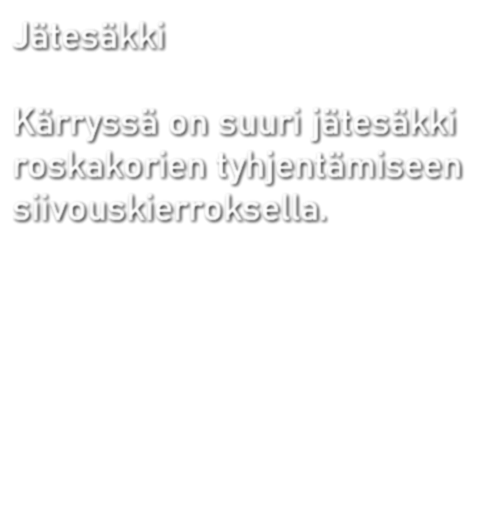 Jätesäkki
Kärryssä on suuri jätesäkki
roskakorien tyhjentämiseen
siivouskierroksella.